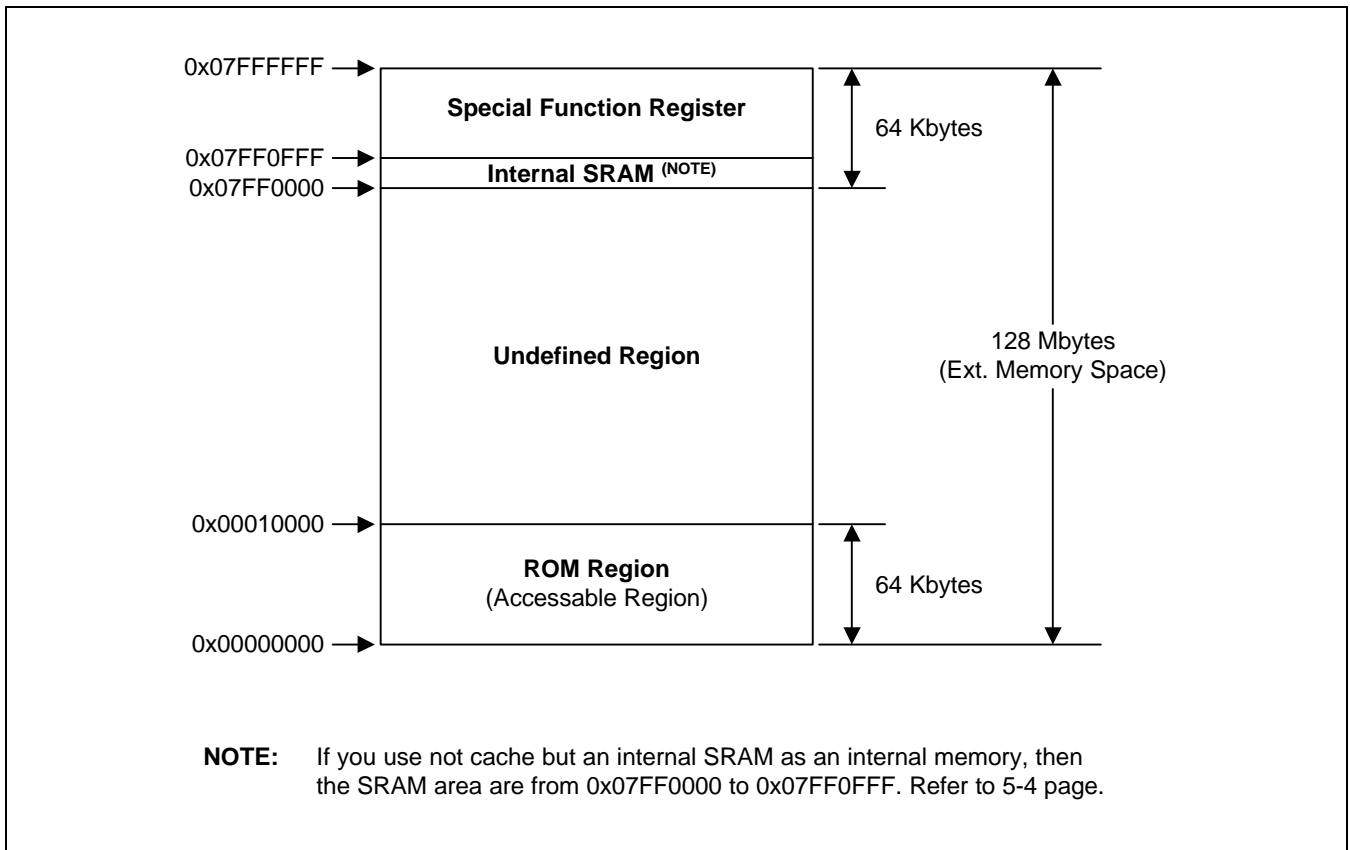 0x07FFFFFF
Special Function Register
64 Kbytes
0x07FF0FFF
Internal SRAM (NOTE)
0x07FF0000
Undefined Region
128 Mbytes
(Ext. Memory Space)
0x00010000
ROM Region
(Accessable Region)
64 Kbytes
0x00000000
NOTE: If you use not cache but an internal SRAM as an internal memory, then
the SRAM area are from 0x07FF0000 to 0x07FF0FFF. Refer to 5-4 page.